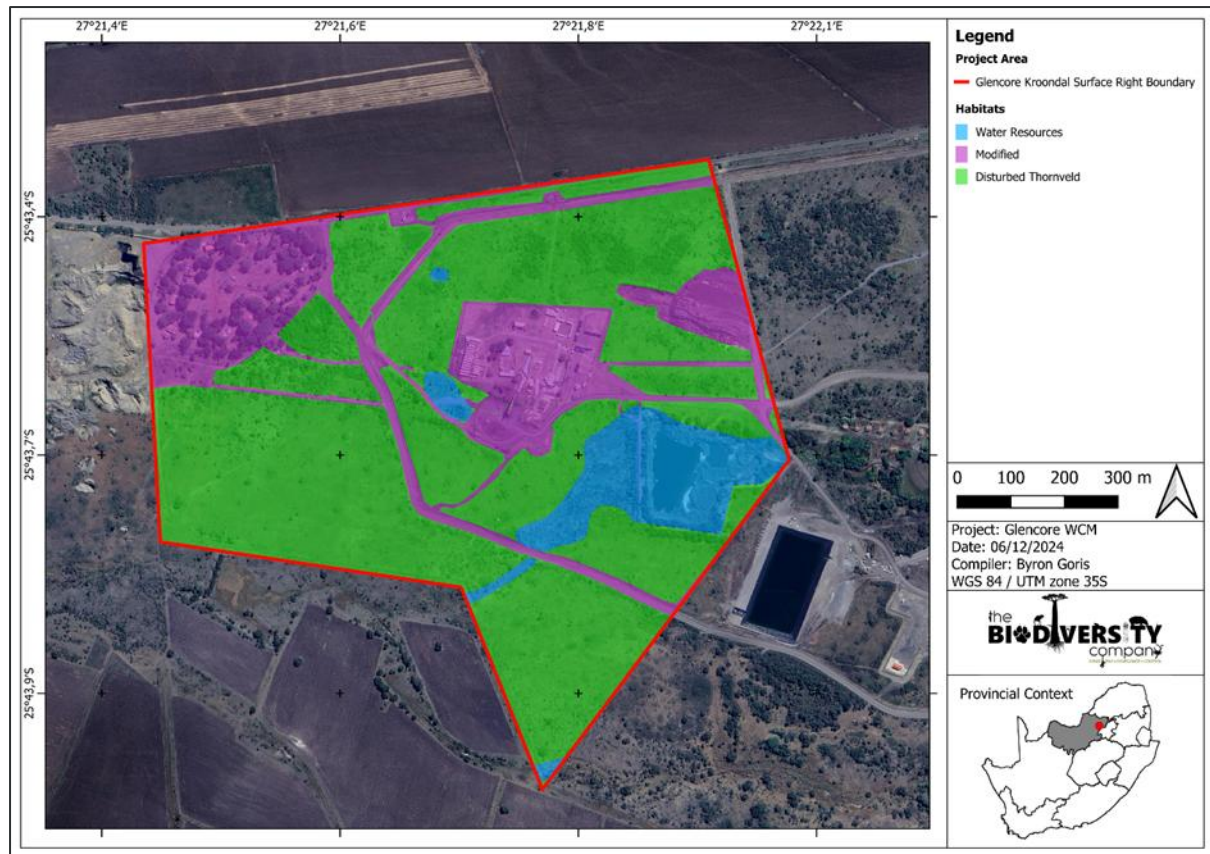 27°21,4′E 27°21,6′E 27°21,8′E 27°22,1′E
25°43,4′S
25°43,7′S
25°43,9′S
Legend
Project Area
Glencore Kroondal Surface Right Boundary
Habitats
Water Resources
Modified
Disturbed Thornveld
0 100 200 300 m
Project: Glencore WCM
Date: 06/12/2024
Compiler: Byron Goris
WGS 84 / UTM zone 35S
the
BIODIVERSITY
company
Provincial Context